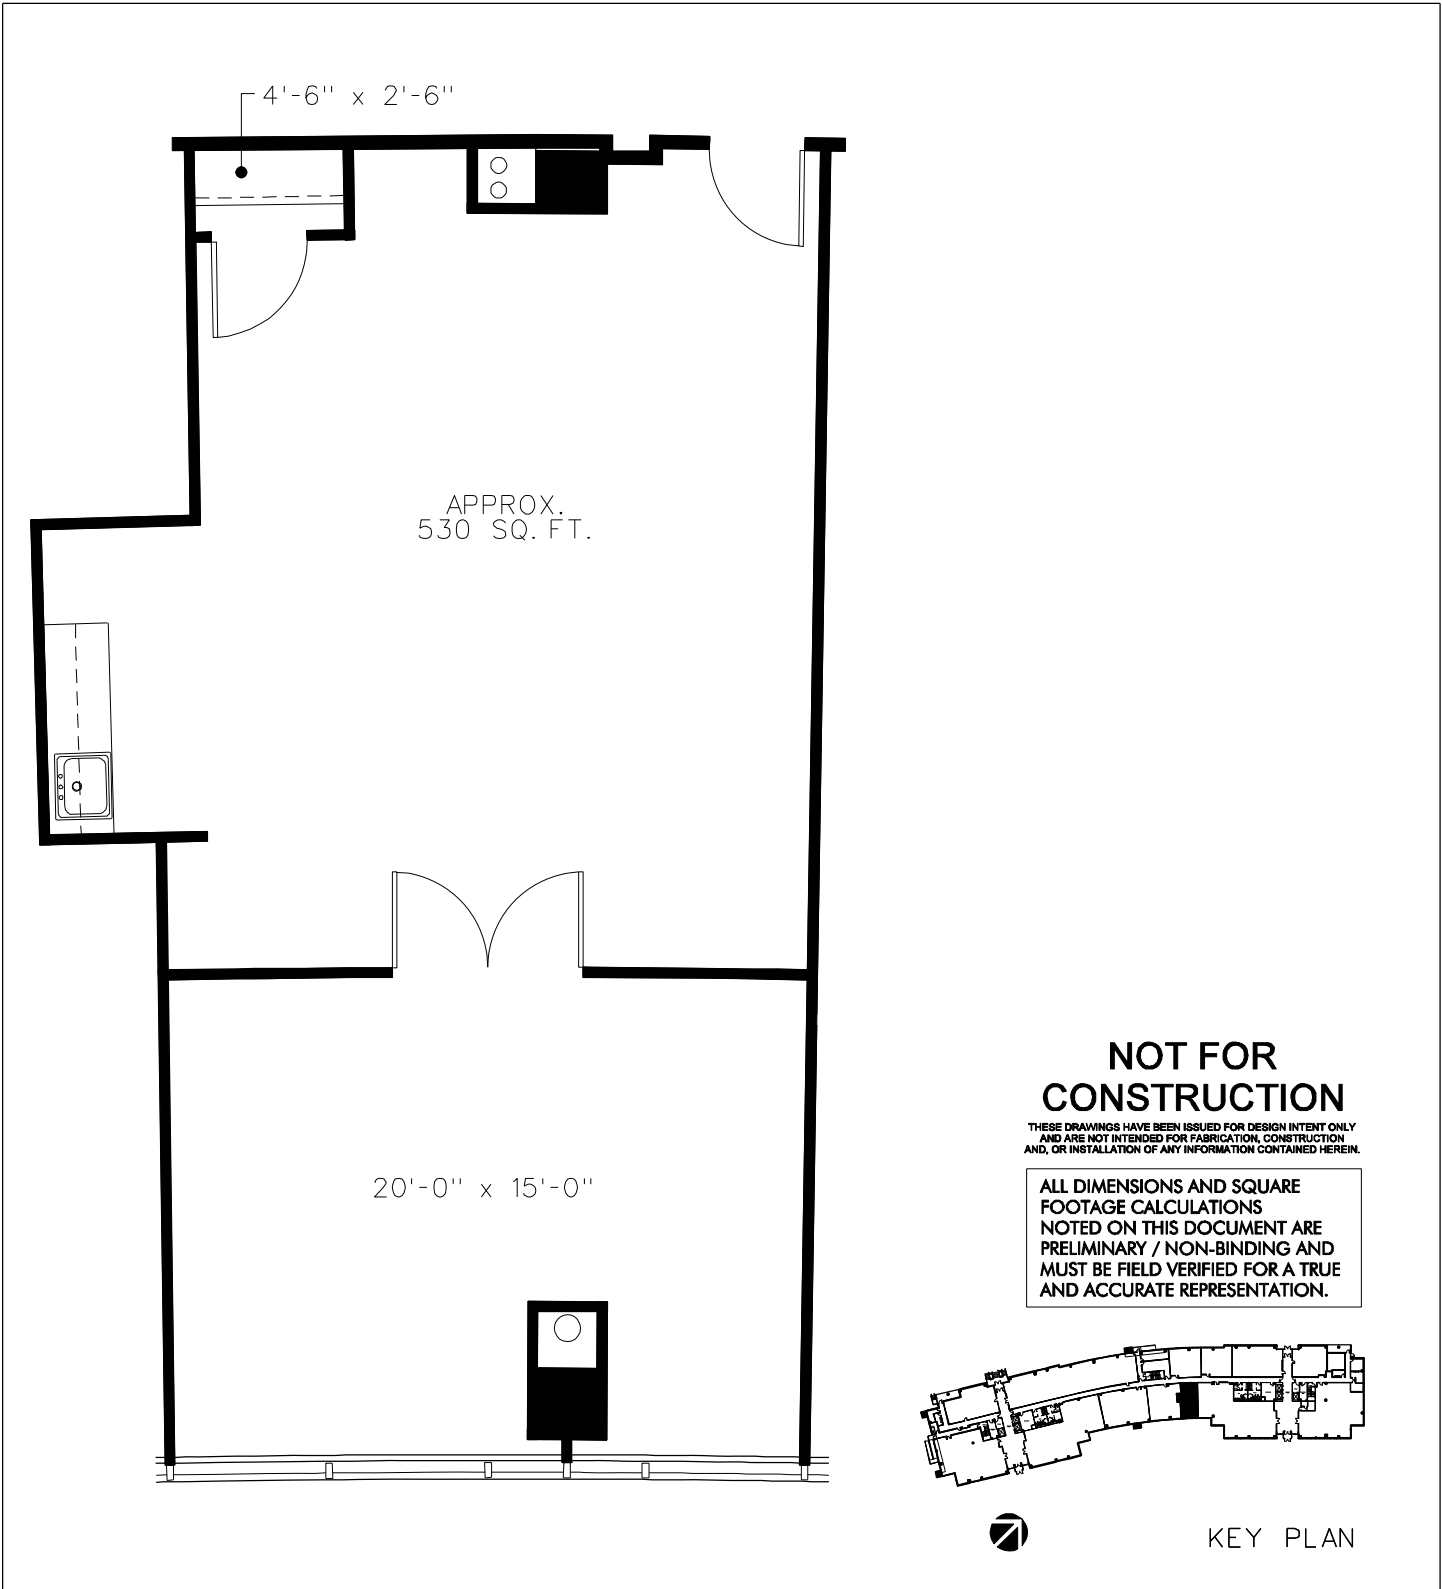 4'-6" x 2'-6"
APPROX.
530 SQ. FT.
20'-0" x 15'-0"
NOT FOR
CONSTRUCTION
THESE DRAWINGS HAVE BEEN ISSUED FOR DESIGN INTENT ONLY
AND ARE NOT INTENDED FOR FABRICATION, CONSTRUCTION
AND, OR INSTALLATION OF ANY INFORMATION CONTAINED HEREIN.
ALL DIMENSIONS AND SQUARE
FOOTAGE CALCULATIONS
NOTED ON THIS DOCUMENT ARE
PRELIMINARY / NON-BINDING AND
MUST BE FIELD VERIFIED FOR A TRUE
AND ACCURATE REPRESENTATION.
KEY PLAN